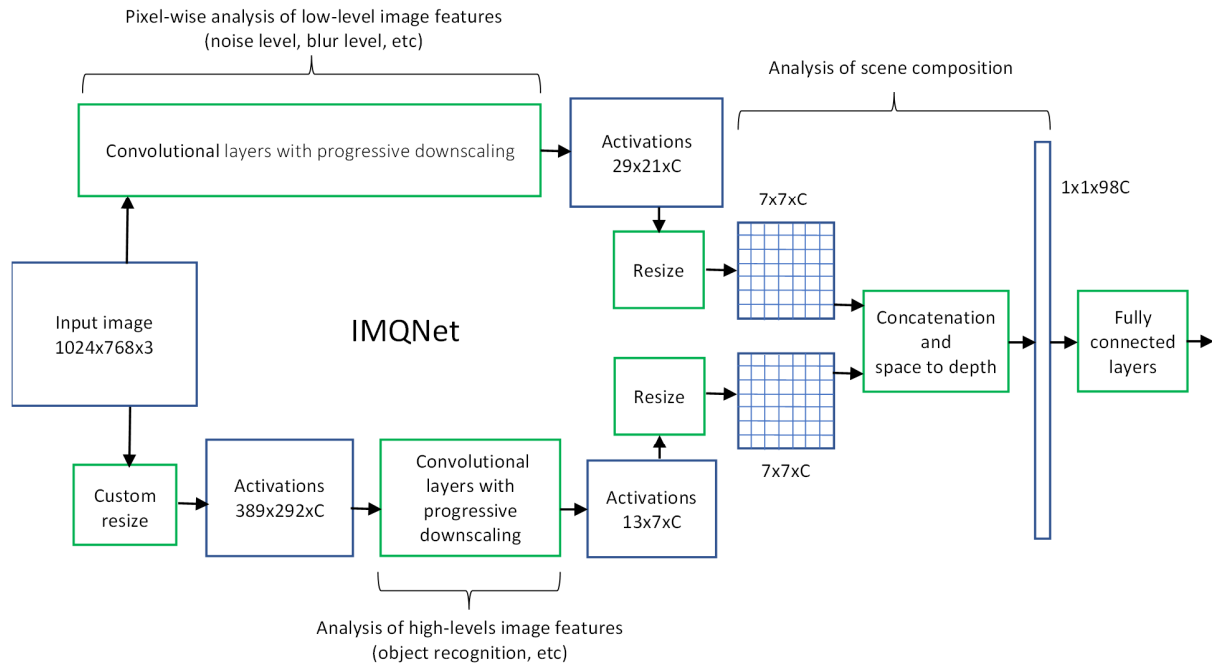 Pixel-wise analysis of low-level image features
(noise level, blur level, etc)
Analysis of scene composition
Convolutional layers with progressive downscaling
Activations
29x21xC
1x1x98C
7x7xC
Resize
Input image
1024x768x3
IMQNet
Concatenation
and
space to depth
Fully
connected
layers
Resize
7x7xC
Custom
resize
Activations
389x292xC
Convolutional
layers with
progressive
downscaling
Activations
13x7xC
Analysis of high-levels image features
(object recognition, etc)